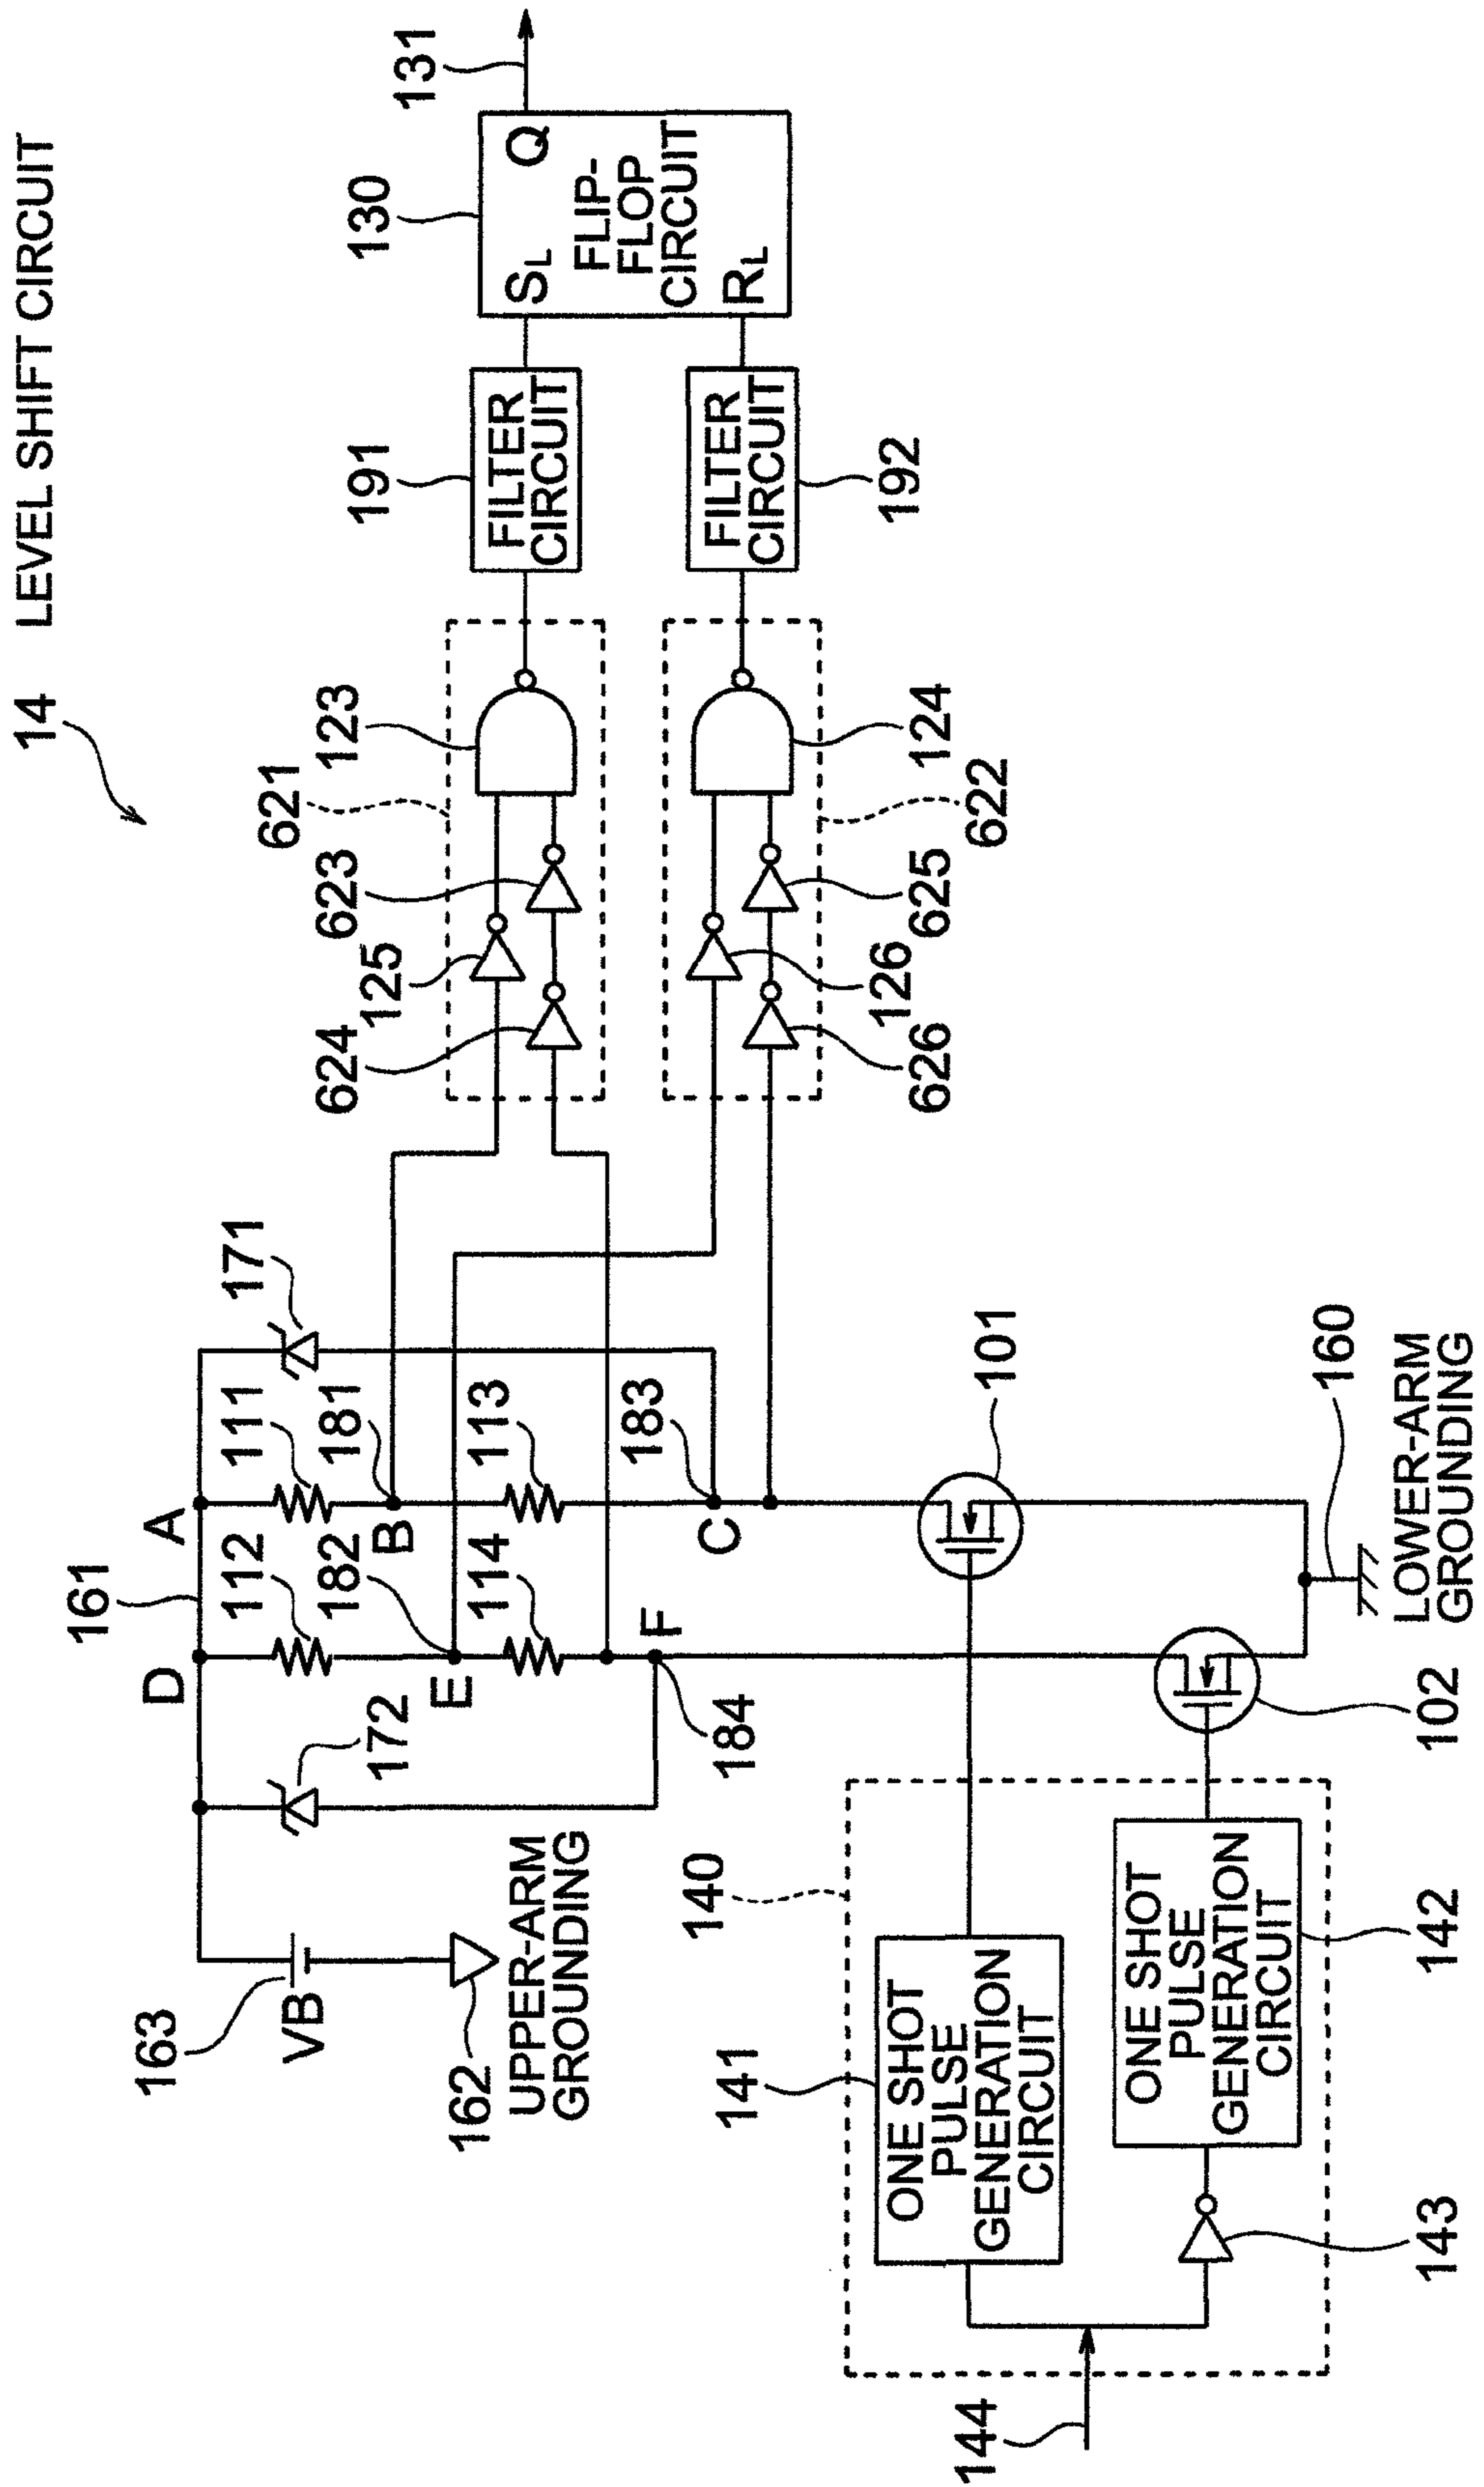 14 LEVEL SHIFT CIRCUIT
161
163
VB
162
UPPER-ARM
GROUNDING
D
A
172
112
111
171
182
181
E
B
114
113
184
F
C
183
624
125
623
621
123
191
FILTER
CIRCUIT
130
SL
Q
FLIP-
FLOP
CIRCUIT
RL
131
626
126
625
622
124
192
FILTER
CIRCUIT
140
141
ONE SHOT
PULSE
GENERATION
CIRCUIT
101
144
143
142
ONE SHOT
PULSE
GENERATION
CIRCUIT
102
160
LOWER-ARM
GROUNDING